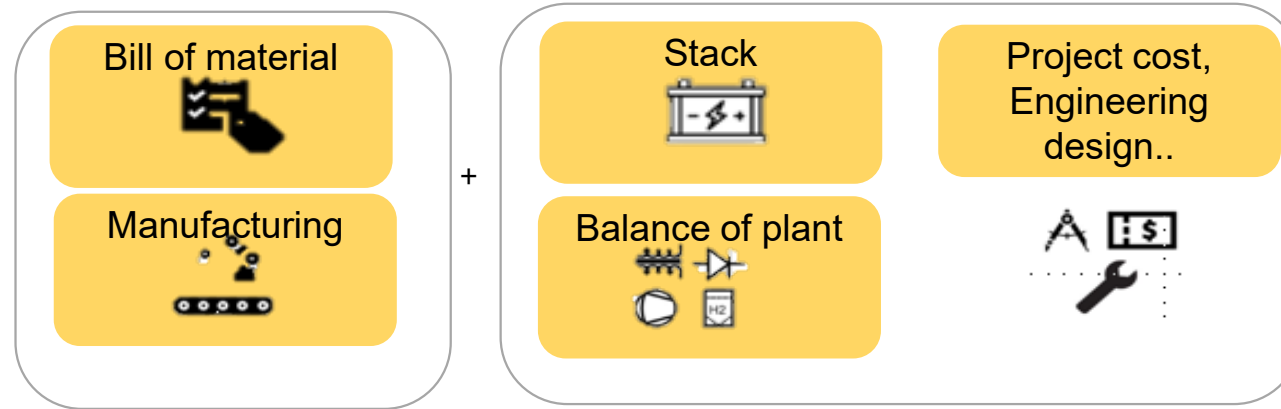 Bill of material
Manufacturing
+
Stack
- +
Balance of plant
H2
Project cost,
Engineering
design..
$